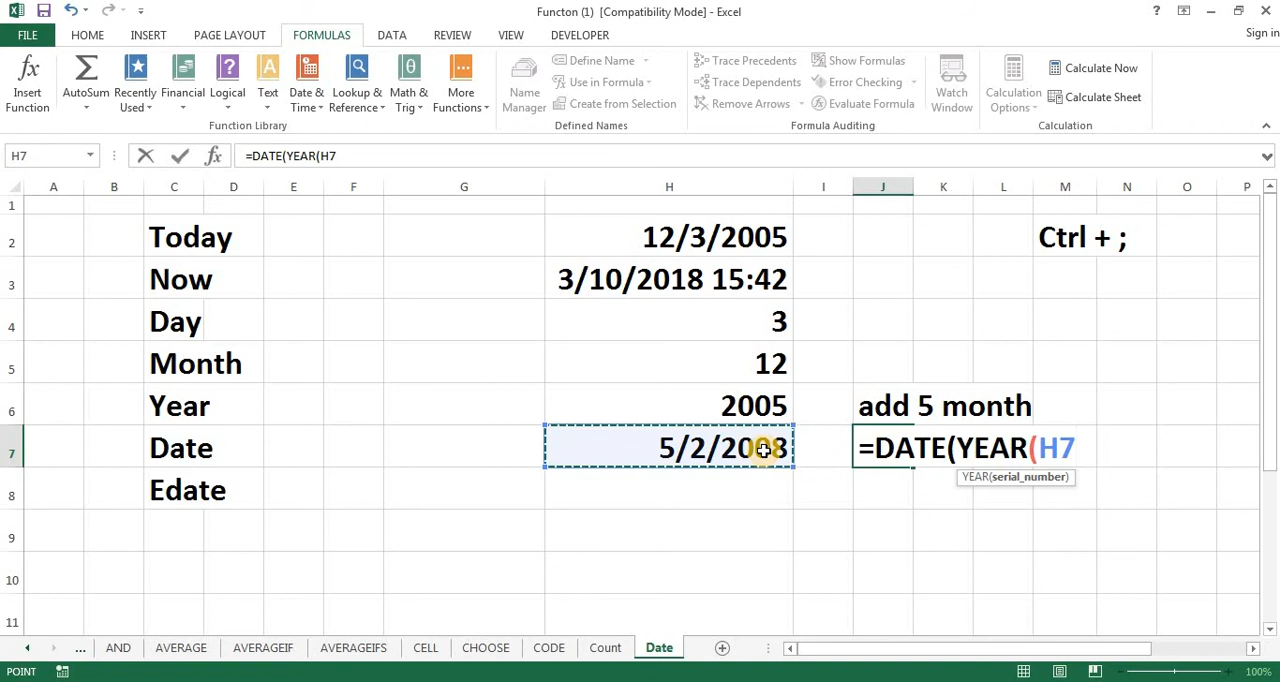 Functon (1) [Compatibility Mode] - Excel
?
FILE HOME INSERT PAGE LAYOUT FORMULAS DATA REVIEW VIEW DEVELOPER Sign in
Insert Function
AutoSum
Recently Used
Financial
Logical
Text
Date & Time
Lookup & Reference
Math & Trig
More Functions
Function Library
Name Manager
Define Name
Use in Formula
Create from Selection
Defined Names
Trace Precedents
Trace Dependents
Remove Arrows
Show Formulas
Error Checking
Evaluate Formula
Formula Auditing
Watch Window
Calculation Options
Calculate Now
Calculate Sheet
Calculation
H7 fx =DATE(YEAR(H7
A B C D E F G H I J K L M N O P
1
2 Today 12/3/2005 Ctrl + ;
3 Now 3/10/2018 15:42
4 Day 3
5 Month 12
6 Year 2005 add 5 month
7 Date 5/2/2008 =DATE(YEAR(H7
YEAR(serial_number)
8 Edate
9
10
11
... AND AVERAGE AVERAGEIF AVERAGEIFS CELL CHOOSE CODE Count Date
POINT 100%